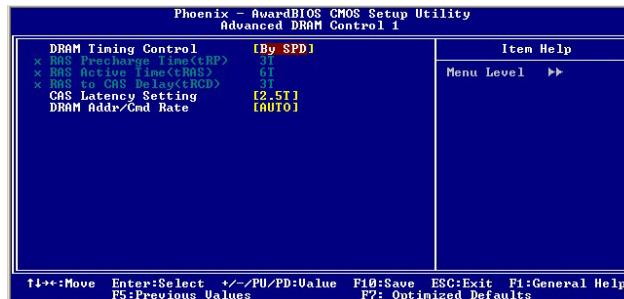 Phoenix - AwardBIOS CMOS Setup Utility
Advanced DRAM Control 1
DRAM Timing Control [By SPD]
x RAS Precharge Time(tRP) 3T
x RAS Active Time(tRAS) 6T
x RAS to CAS Delay(tRCD) 3T
CAS Latency Setting [2.5T]
DRAM Addr/Cmd Rate [AUTO]
Item Help
Menu Level ▶▶
↑↓→←:Move Enter:Select +/-/PU/PD:Value F10:Save ESC:Exit F1:General Help
F5:Previous Values F7: Optimized Defaults